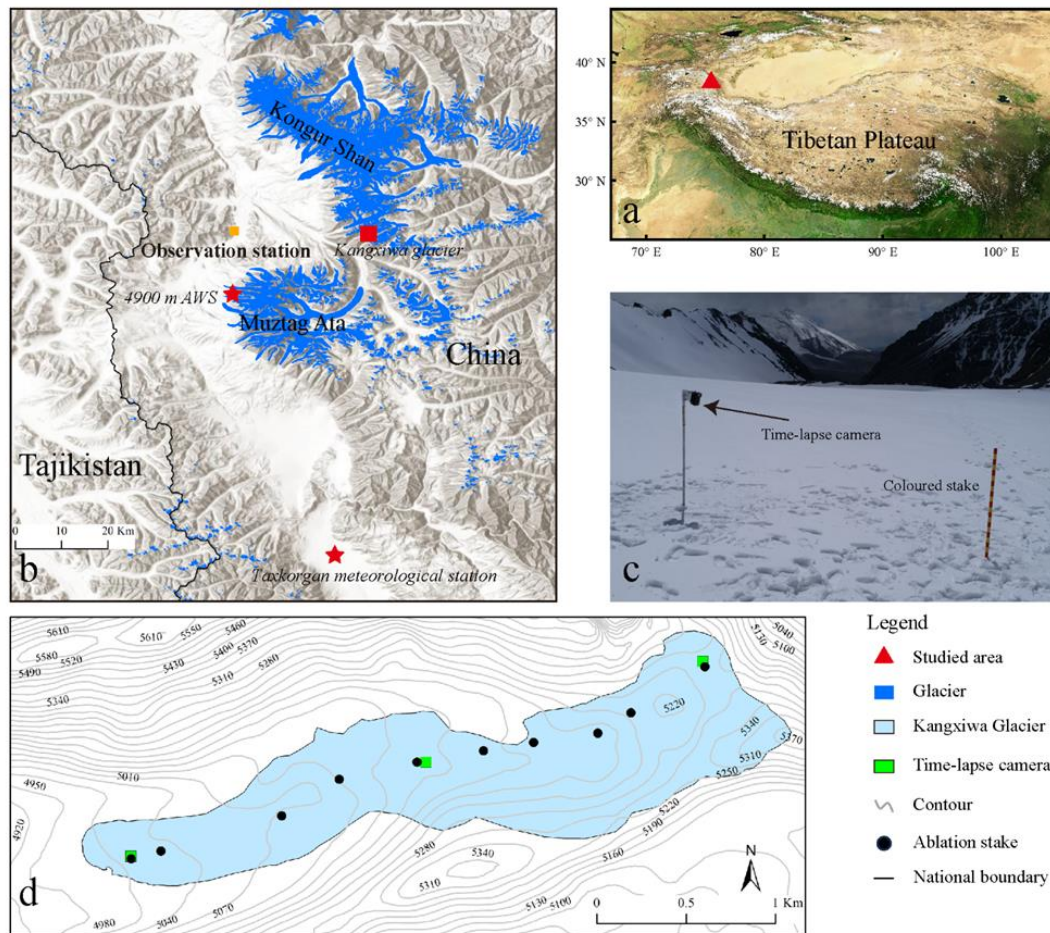 Kongur Shan
Observation station
Kangxiwa glacier
4900 m AWS
Muztag Ata
China
Tajikistan
0 10 20 Km
b
Taxkorgan meteorological station
40° N
35° N
30° N
Tibetan Plateau
a
70° E 80° E 90° E 100° E
Time-lapse camera
Coloured stake
c
5610
5580
5520
5490
5610
5550
5460
5400
5370
5430
5280
5310
5340
5010
4950
4920
4980
5040
5070
5280
5340
5310
5220
5340
5310
5250
5370
5220
5190
5160
5130
5100
5130
5040
5100
N
0 0.5 1 Km
d
Legend
Studied area
Glacier
Kangxiwa Glacier
Time-lapse camera
Contour
Ablation stake
National boundary